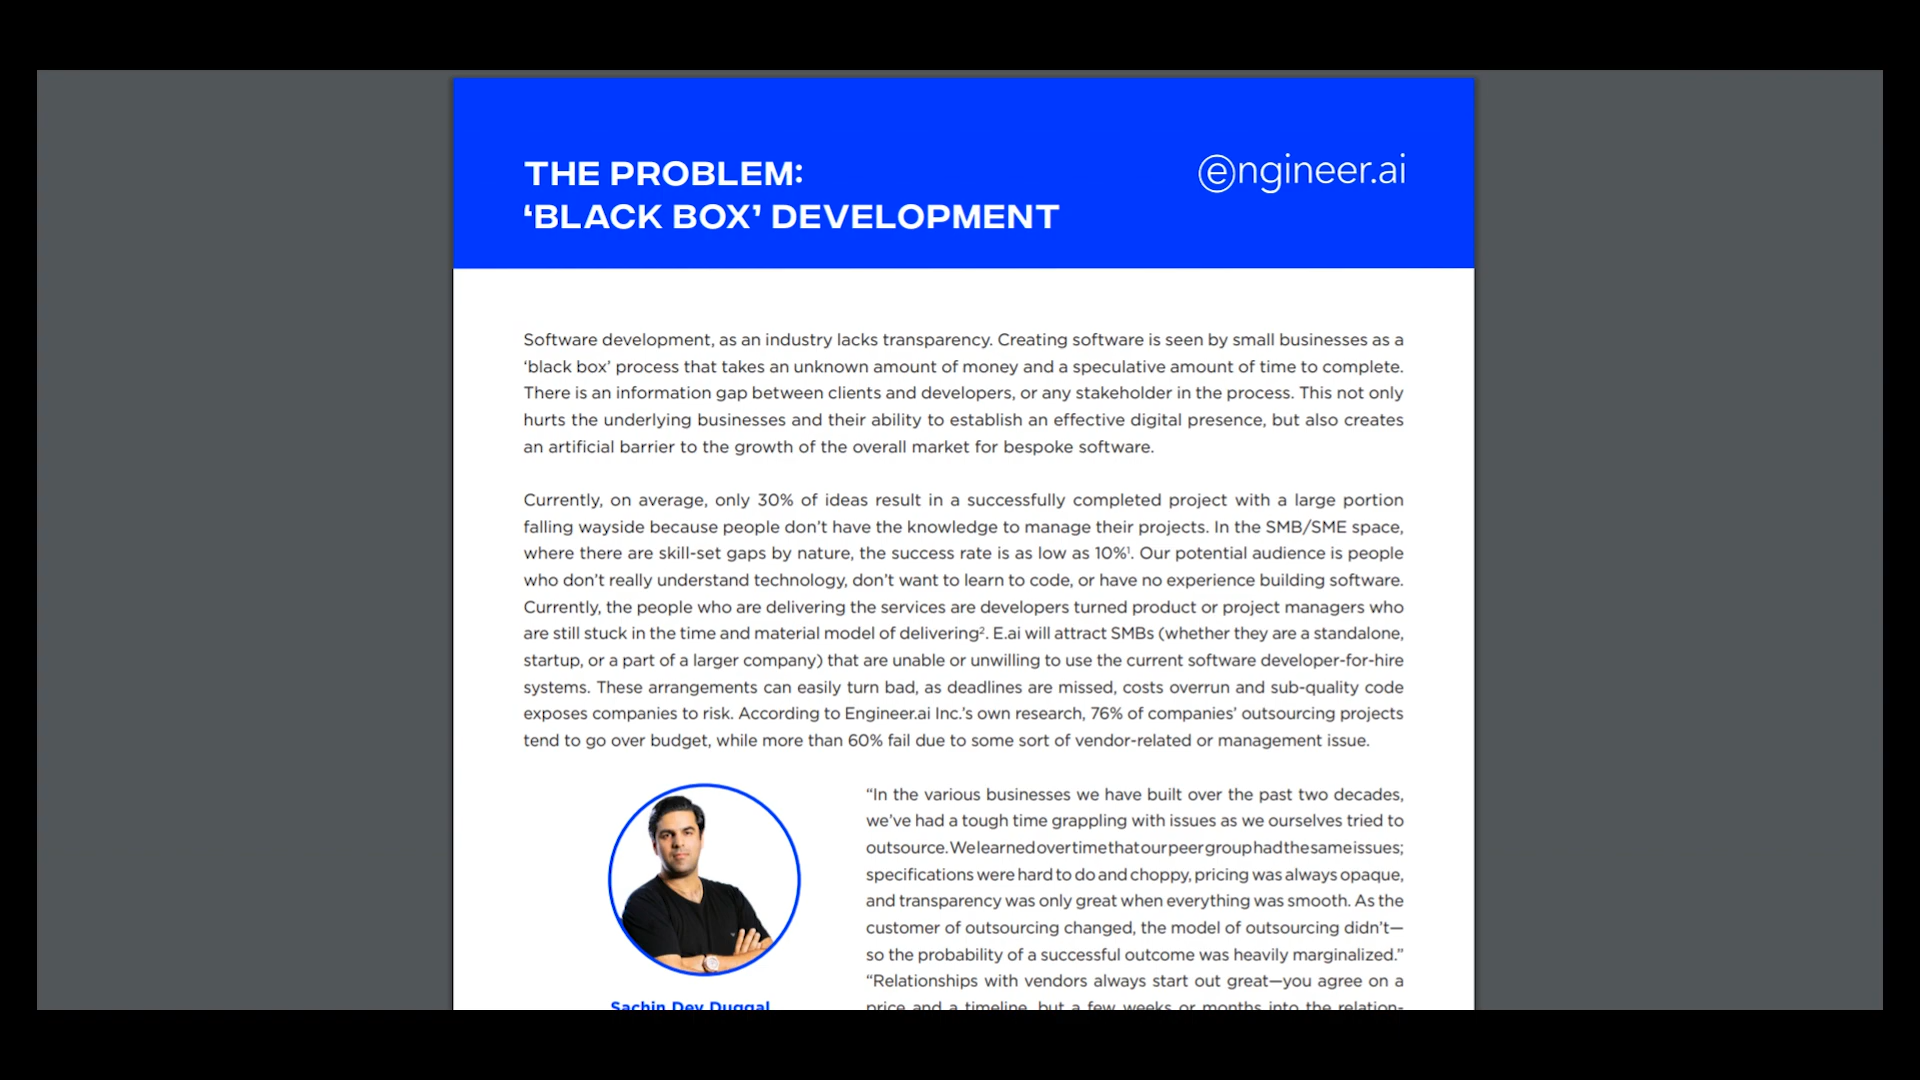 THE PROBLEM:
‘BLACK BOX’ DEVELOPMENT
engineer.ai
Software development, as an industry lacks transparency. Creating software is seen by small businesses as a
‘black box’ process that takes an unknown amount of money and a speculative amount of time to complete.
There is an information gap between clients and developers, or any stakeholder in the process. This not only
hurts the underlying businesses and their ability to establish an effective digital presence, but also creates
an artificial barrier to the growth of the overall market for bespoke software.
Currently, on average, only 30% of ideas result in a successfully completed project with a large portion
falling wayside because people don’t have the knowledge to manage their projects. In the SMB/SME space,
where there are skill-set gaps by nature, the success rate is as low as 10%¹. Our potential audience is people
who don’t really understand technology, don’t want to learn to code, or have no experience building software.
Currently, the people who are delivering the services are developers turned product or project managers who
are still stuck in the time and material model of delivering². E.ai will attract SMBs (whether they are a standalone,
startup, or a part of a larger company) that are unable or unwilling to use the current software developer-for-hire
systems. These arrangements can easily turn bad, as deadlines are missed, costs overrun and sub-quality code
exposes companies to risk. According to Engineer.ai Inc.’s own research, 76% of companies’ outsourcing projects
tend to go over budget, while more than 60% fail due to some sort of vendor-related or management issue.
“In the various businesses we have built over the past two decades,
we’ve had a tough time grappling with issues as we ourselves tried to
outsource. We learned over time that our peer group had the same issues;
specifications were hard to do and choppy, pricing was always opaque,
and transparency was only great when everything was smooth. As the
customer of outsourcing changed, the model of outsourcing didn’t—
so the probability of a successful outcome was heavily marginalized.”
“Relationships with vendors always start out great—you agree on a
price and a timeline, but a few weeks or months into the relation-
Sachin Dev Duggal